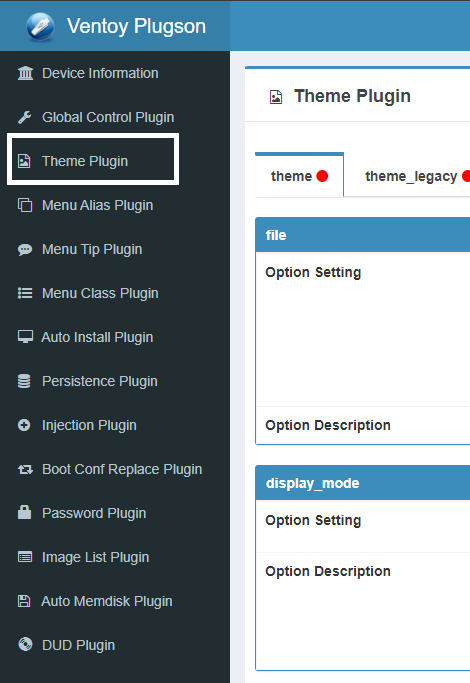 Ventoy Plugson
Device Information
Global Control Plugin
Theme Plugin
Menu Alias Plugin
Menu Tip Plugin
Menu Class Plugin
Auto Install Plugin
Persistence Plugin
Injection Plugin
Boot Conf Replace Plugin
Password Plugin
Image List Plugin
Auto Memdisk Plugin
DUD Plugin
Theme Plugin
theme theme_legacy
file
Option Setting
Option Description
display_mode
Option Setting
Option Description